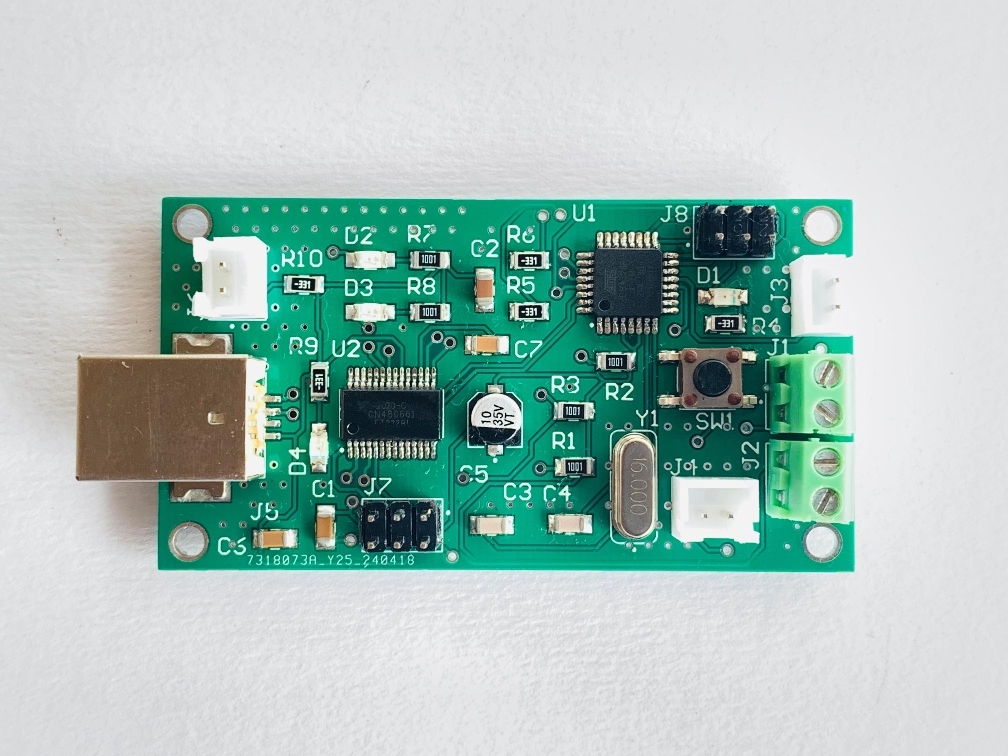 U1
J8
D2
R7
C2
R6
R10
1001
-331
D1
J3
-331
D3
R8
R5
1001
-331
-331
R4
R9
U2
C7
J1
1001
R2
-331
10
35V
VT
R3
1001
Y1
SW1
R1
1001
16.000
J2
D4
C5
J4
C1
J7
C3
C4
J5
C6
7318073A_Y25_240418